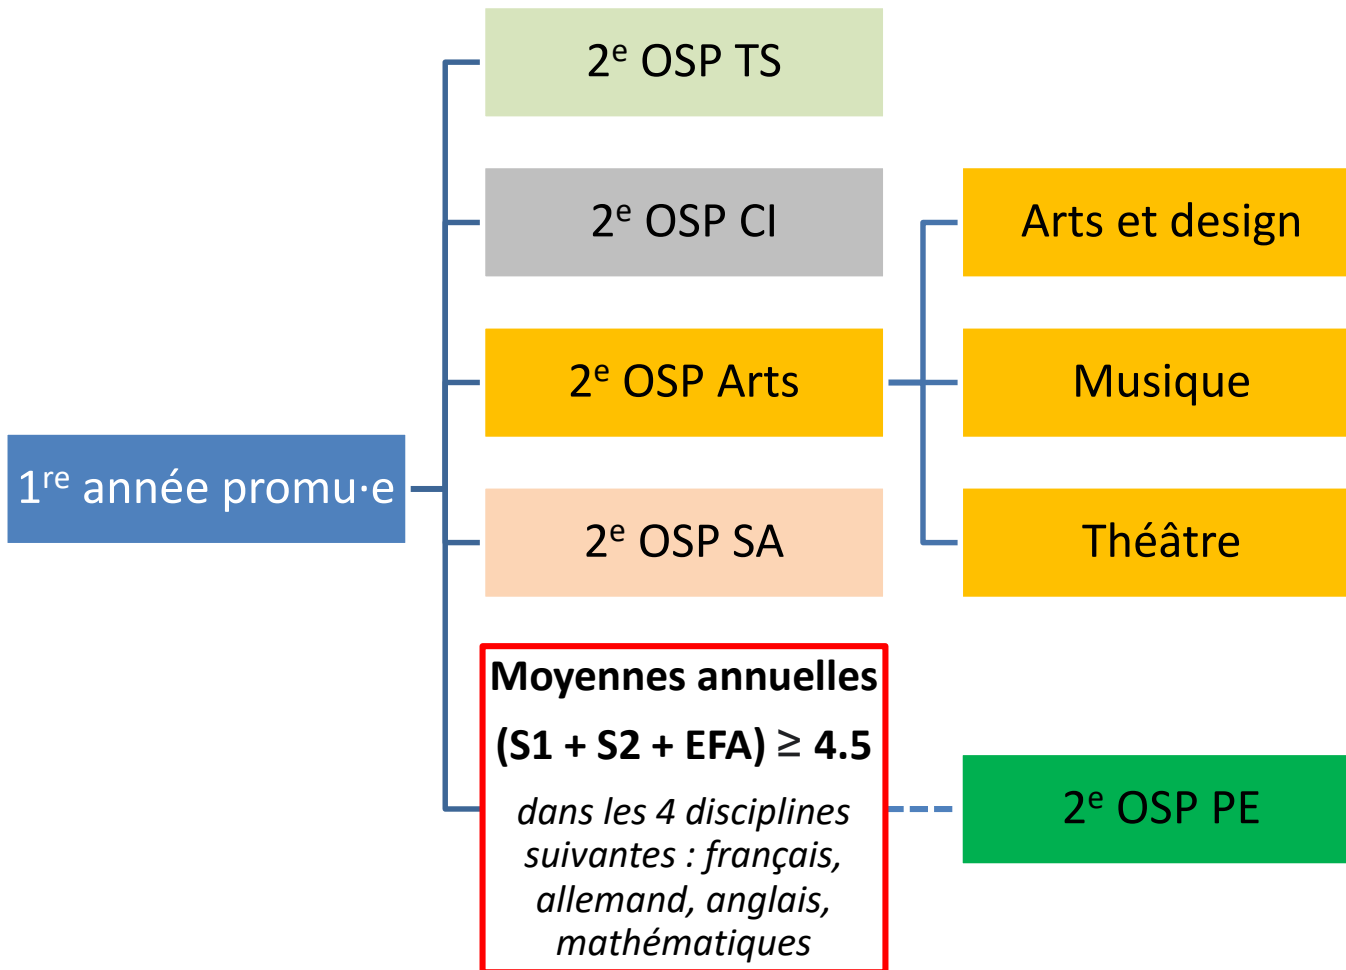 2e OSP TS
2e OSP CI
Arts et design
2e OSP Arts
Musique
1re année promu·e
2e OSP SA
Théâtre
Moyennes annuelles
(S1 + S2 + EFA) ≥ 4.5
dans les 4 disciplines
suivantes : français,
allemand, anglais,
mathématiques
2e OSP PE